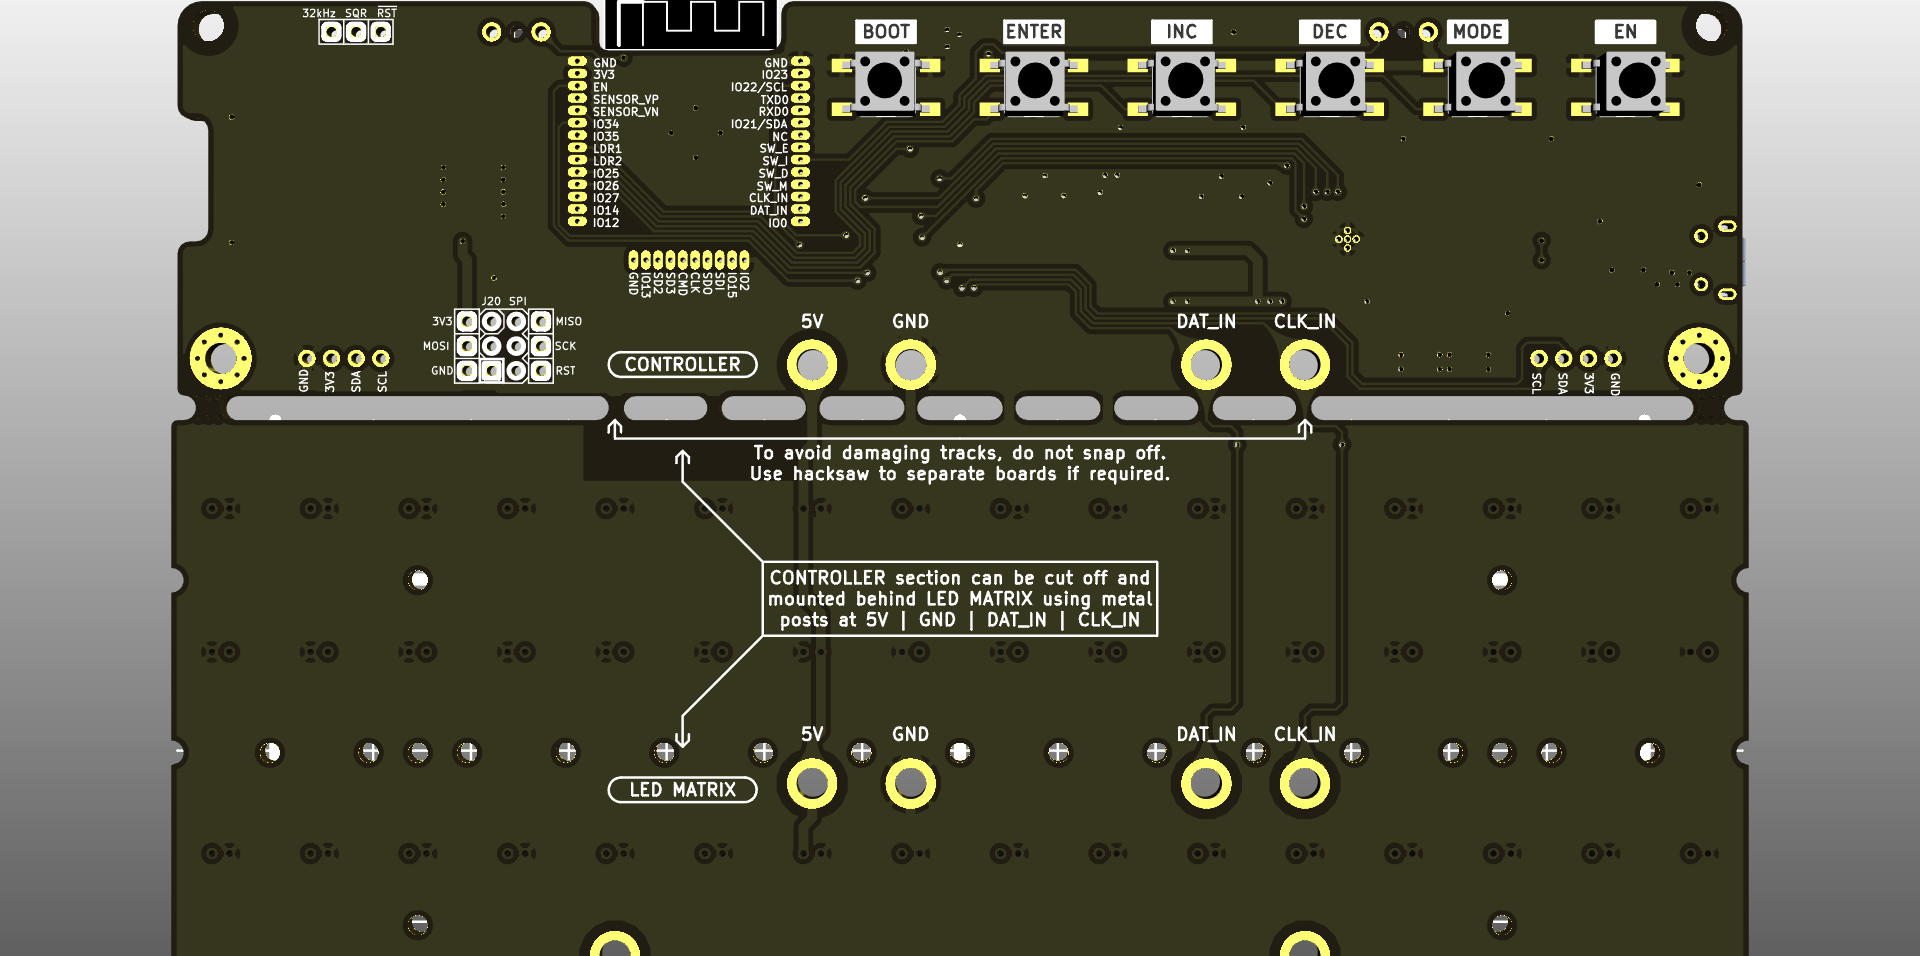 32kHz SQR RST
BOOT
ENTER
INC
DEC
MODE
EN
GND
3V3
EN
SENSOR_VP
SENSOR_VN
IO34
IO35
LDR1
LDR2
IO25
IO26
IO27
IO14
IO12
GND
IO23
IO22/SCL
TXD0
RXD0
IO21/SDA
NC
SW_E
SW_I
SW_D
SW_M
CLK_IN
DAT_IN
IO0
GND
IO13
SD2
SD3
CMD
CLK
SD0
SDI
IO15
IO2
J20 SPI
3V3
MISO
MOSI
SCK
GND
RST
GND
3V3
SDA
SCL
CONTROLLER
5V
GND
DAT_IN
CLK_IN
SCL
SDA
3V3
GND
To avoid damaging tracks, do not snap off.
Use hacksaw to separate boards if required.
CONTROLLER section can be cut off and
mounted behind LED MATRIX using metal
posts at 5V | GND | DAT_IN | CLK_IN
5V
GND
DAT_IN
CLK_IN
LED MATRIX